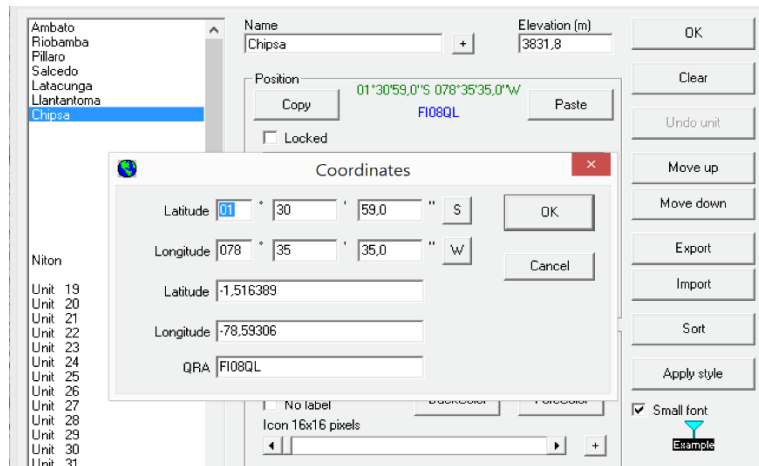 Ambato
Riobamba
Pillaro
Salcedo
Latacunga
Llantantoma
Chipsa
Niton
Unit 19
Unit 20
Unit 21
Unit 22
Unit 23
Unit 24
Unit 25
Unit 26
Unit 27
Unit 28
Unit 29
Unit 30
Unit 31
Name
Chipsa
+
Elevation (m)
3831,8
Position
Copy
01°30'59,0"S 078°35'35,0"W
FI08QL
Paste
Locked
Coordinates
×
Latitude 01 ° 30 ' 59,0 " S
Longitude 078 ° 35 ' 35,0 " W
Latitude -1,516389
Longitude -78,59306
QRA FI08QL
OK
Cancel
No label
Icon 16x16 pixels
+
OK
Clear
Undo unit
Move up
Move down
Export
Import
Sort
Apply style
Small font
Example